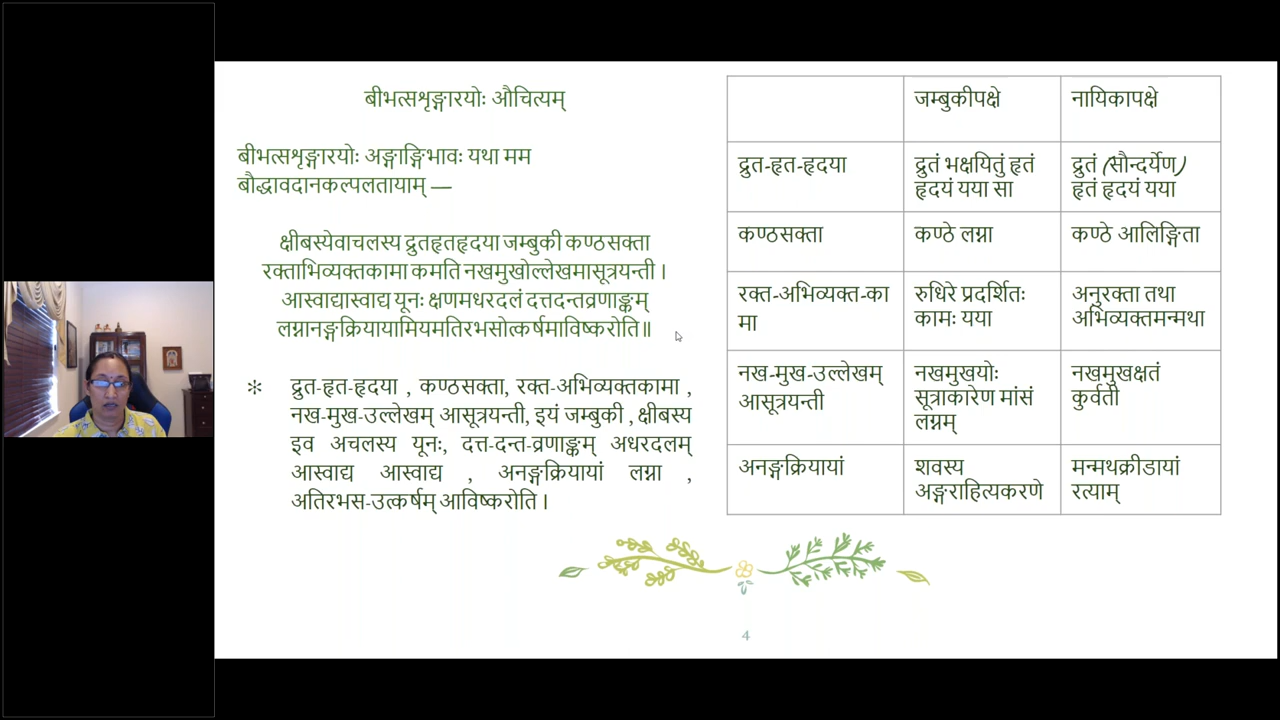 बीभत्सशृङ्गारयोः औचित्यम्
बीभत्सशृङ्गारयोः अङ्गाङ्गिभावः यथा मम
बौद्धावदानकल्पलतायाम् —
क्षीबस्येवाचलस्य द्रुतहृतहृदया जम्बुकी कण्ठसक्ता
रक्ताभिव्यक्तकामा कमति नखमुखोल्लेखमासूत्रयन्ती ।
आस्वाद्यास्वाद्य यूनः क्षणमधरदलं दत्तदन्तव्रणाङ्कम्
लग्नानङ्गक्रियायामियमतिरभसोत्कर्षमाविष्करोति॥
द्रुत-हृत-हृदया , कण्ठसक्ता, रक्त-अभिव्यक्तकामा ,
नख-मुख-उल्लेखम् आसूत्रयन्ती, इयं जम्बुकी , क्षीबस्य
इव अचलस्य यूनः, दत्त-दन्त-व्रणाङ्कम् अधरदलम्
आस्वाद्य आस्वाद्य , अनङ्गक्रियायां लग्ना ,
अतिरभस-उत्कर्षम् आविष्करोति ।
जम्बुकीपक्षे
नायिकापक्षे
द्रुत-हृत-हृदया
द्रुतं भक्षयितुं हृतं
हृदयं यया सा
द्रुतं (सौन्दर्येण)
हृतं हृदयं यया
कण्ठसक्ता
कण्ठे लग्ना
कण्ठे आलिङ्गिता
रक्त-अभिव्यक्त-का
मा
रुधिरे प्रदर्शितः
कामः यया
अनुरक्ता तथा
अभिव्यक्तमन्मथा
नख-मुख-उल्लेखम्
आसूत्रयन्ती
नखमुखयोः
सूत्राकारेण मांसं
लग्नम्
नखमुखक्षतं
कुर्वती
अनङ्गक्रियायां
शवस्य
अङ्गराहित्यकरणे
मन्मथक्रीडायां
रत्याम्
4